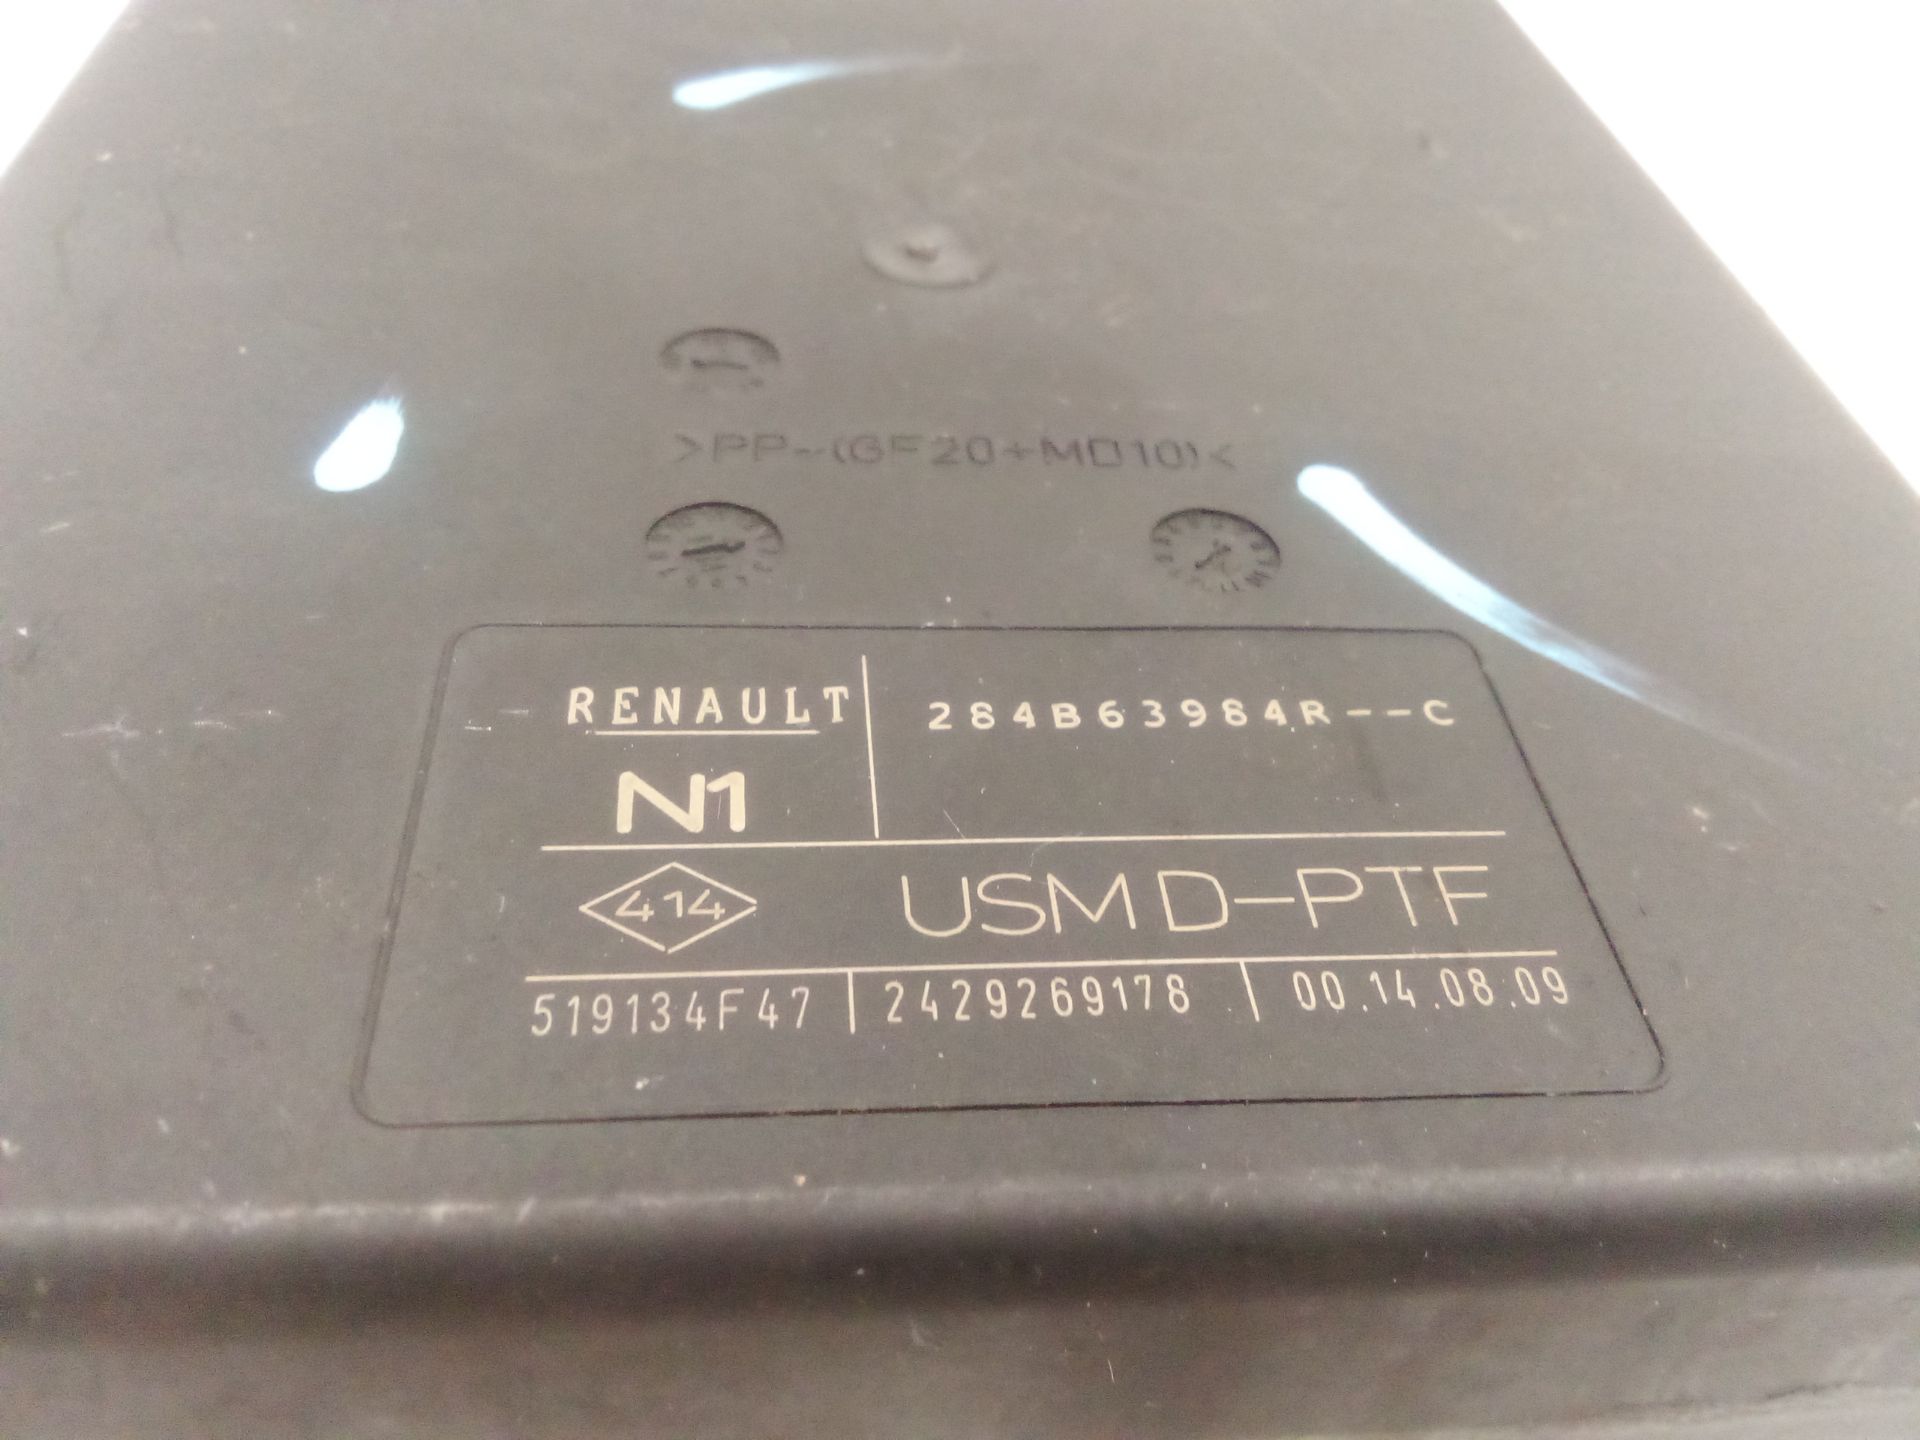 >PP-(GF20+MD10)<
RENAULT 284B63984R--C
N1
414 USM D-PTF
519134F47 2429269178 00.14.08.09